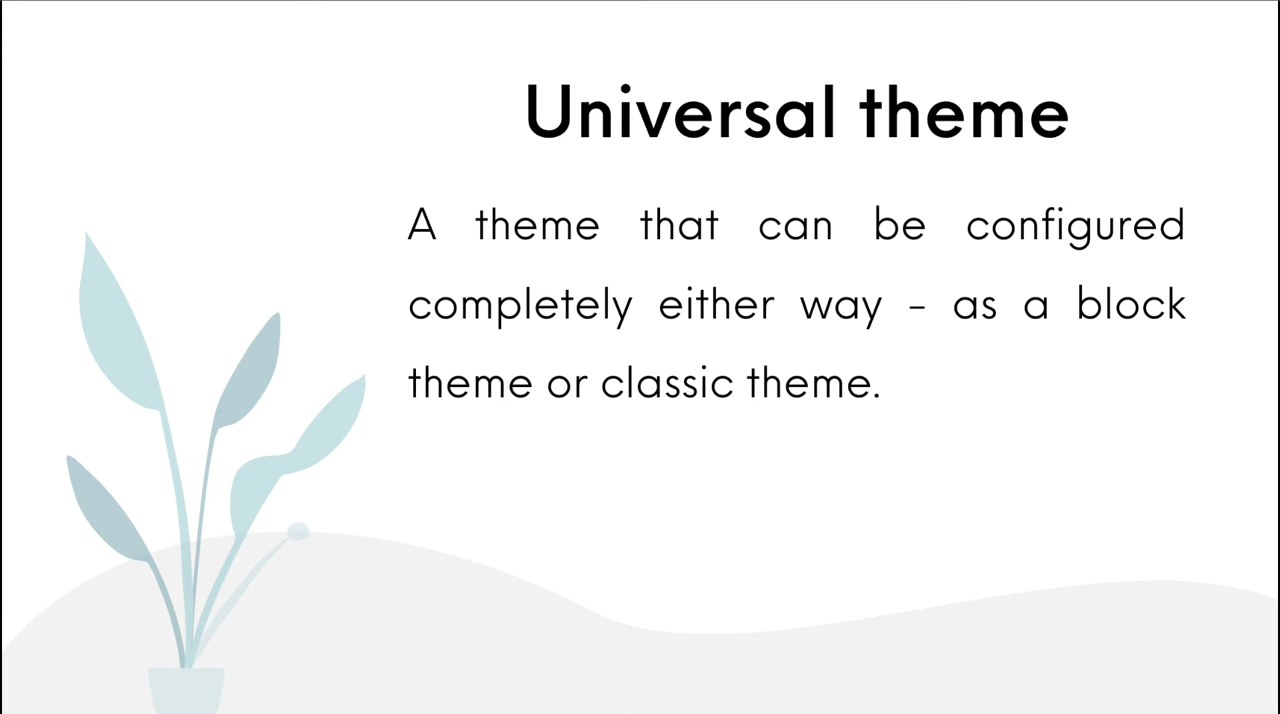 Universal theme
A theme that can be configured
completely either way - as a block
theme or classic theme.